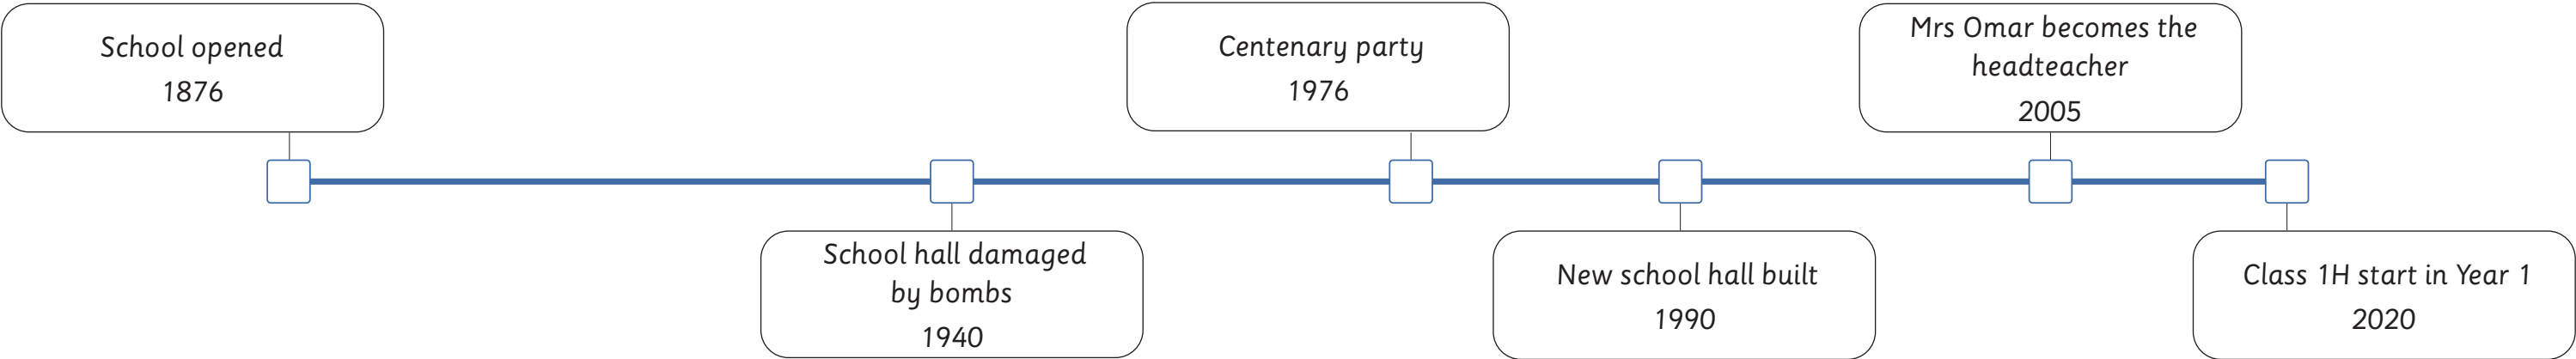 School opened
1876
School hall damaged
by bombs
1940
Centenary party
1976
New school hall built
1990
Mrs Omar becomes the
headteacher
2005
Class 1H start in Year 1
2020